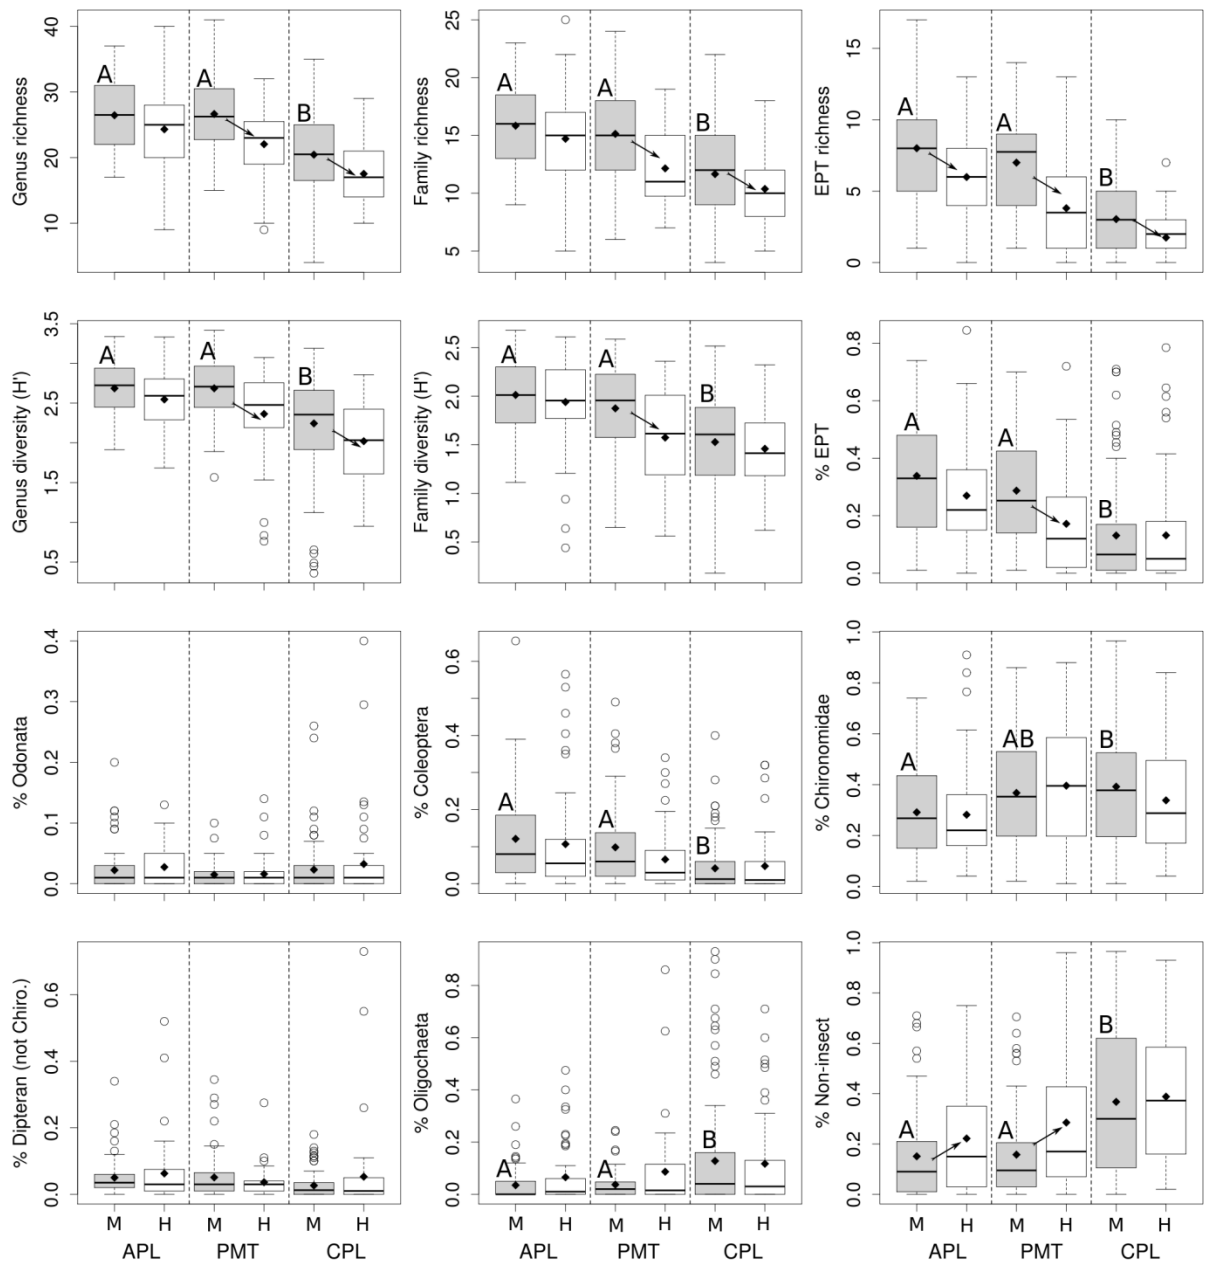 Genus richness
40
30
20
10
A
A
B
Family richness
25
20
15
10
5
A
A
B
EPT richness
15
10
5
0
A
A
B
Genus diversity (H')
3.5
2.5
1.5
0.5
A
A
B
Family diversity (H')
2.5
2.0
1.5
1.0
0.5
A
A
B
% EPT
0.8
0.6
0.4
0.2
0.0
A
A
B
% Odonata
0.4
0.3
0.2
0.1
0.0
% Coleoptera
0.6
0.4
0.2
0.0
A
A
B
% Chironomidae
1.0
0.8
0.6
0.4
0.2
0.0
A
AB
B
% Dipteran (not Chiro.)
0.6
0.4
0.2
0.0
M H M H M H
APL PMT CPL
% Oligochaeta
0.8
0.6
0.4
0.2
0.0
A
A
B
M H M H M H
APL PMT CPL
% Non-insect
1.0
0.8
0.6
0.4
0.2
0.0
A
A
B
M H M H M H
APL PMT CPL